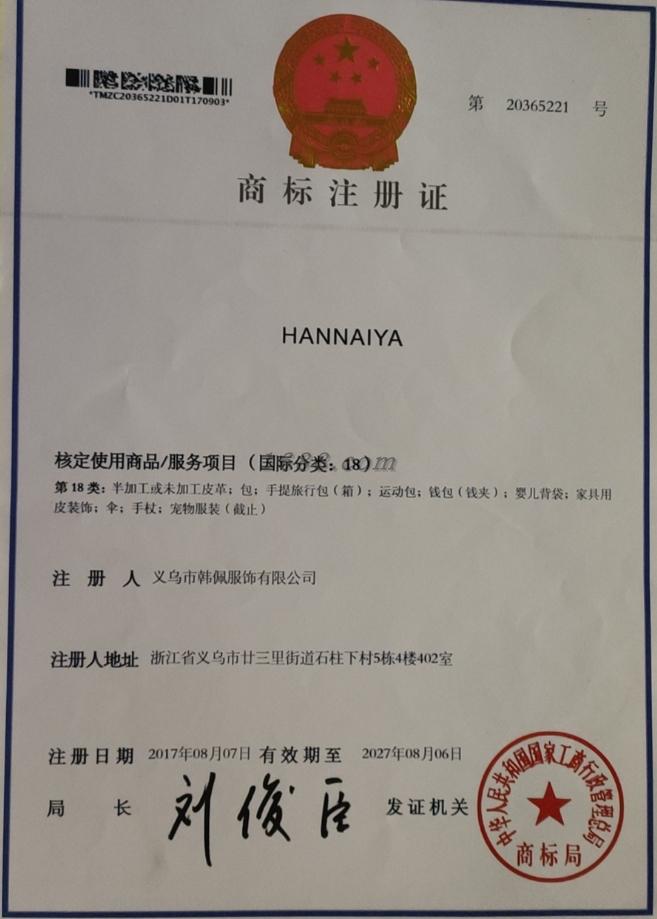 *TMZC20365221D01T170903*
第 20365221 号
商标注册证
HANNAIYA
核定使用商品/服务项目（国际分类：18）
第 18 类：半加工或未加工皮革；包；手提旅行包（箱）；运动包；钱包（钱夹）；婴儿背袋；家具用
皮装饰；伞；手杖；宠物服装（截止）
注册人 义乌市韩佩服饰有限公司
注册人地址 浙江省义乌市廿三里街道石柱下村5栋4楼402室
注册日期 2017年08月07日 有效期至 2027年08月06日
局长 刘俊臣 发证机关
中华人民共和国国家工商行政管理总局
商标局